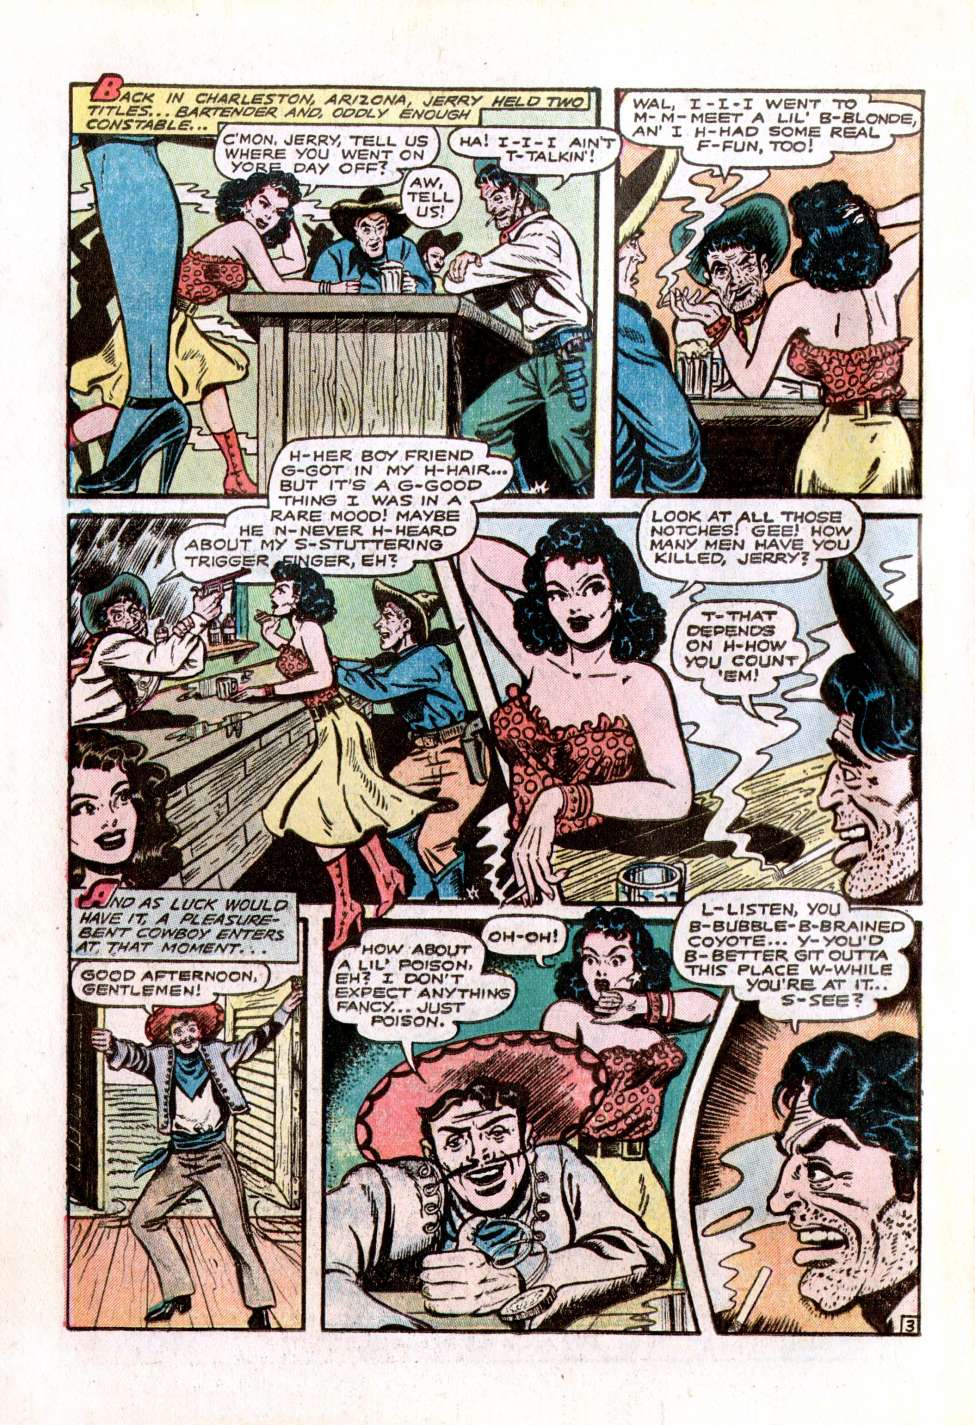 BACK IN CHARLESTON, ARIZONA, JERRY HELD TWO
TITLES... BARTENDER AND, ODDLY ENOUGH
CONSTABLE...
C'MON, JERRY, TELL US
WHERE YOU WENT ON
YORE DAY OFF?
AW,
TELL
US!
HA! I-I-I AIN'T
T-TALKIN'!
WAL, I-I-I WENT TO
M-M-MEET A LIL' B-BLONDE,
AN' I H-HAD SOME REAL
F-FUN, TOO!
H-HER BOY FRIEND
G-GOT IN MY H-HAIR...
BUT IT'S A G-GOOD
THING I WAS IN A
RARE MOOD! MAYBE
HE N-NEVER H-HEARD
ABOUT MY S-STUTTERING
TRIGGER FINGER, EH?
LOOK AT ALL THOSE
NOTCHES! GEE! HOW
MANY MEN HAVE YOU
KILLED, JERRY?
T-THAT
DEPENDS
ON H-HOW
YOU COUNT
'EM!
AND AS LUCK WOULD
HAVE IT, A PLEASURE-
BENT COWBOY ENTERS
AT THAT MOMENT...
GOOD AFTERNOON,
GENTLEMEN!
HOW ABOUT
A LIL' POISON,
EH? I DON'T
EXPECT ANYTHING
FANCY... JUST
POISON.
OH-OH!
L-LISTEN, YOU
B-BUBBLE-B-BRAINED
COYOTE... Y-YOU'D
B-BETTER GIT OUTTA
THIS PLACE W-WHILE
YOU'RE AT IT...
S-SEE?
3